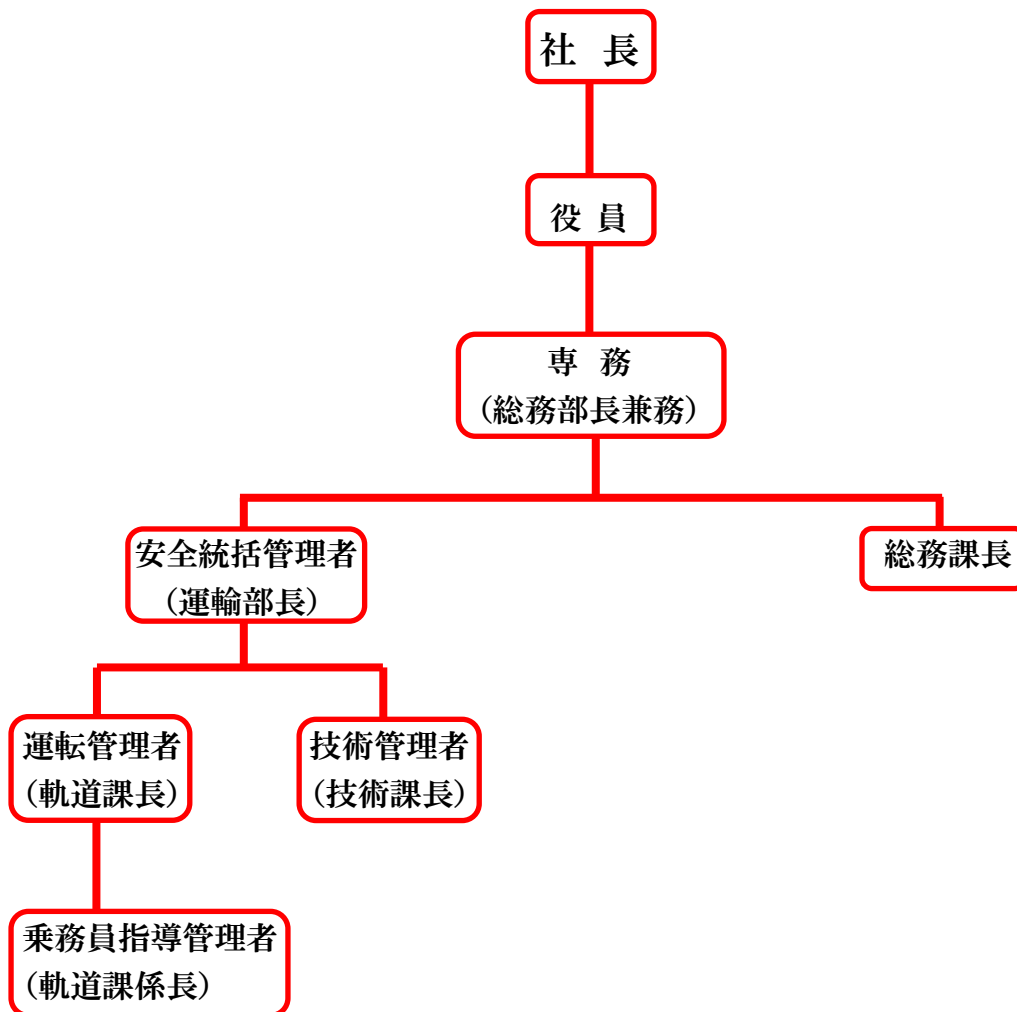 社 長
役 員
専 務
(総務部長兼務)
安全統括管理者
(運輸部長)
総務課長
運転管理者
(軌道課長)
技術管理者
(技術課長)
乗務員指導管理者
(軌道課係長)